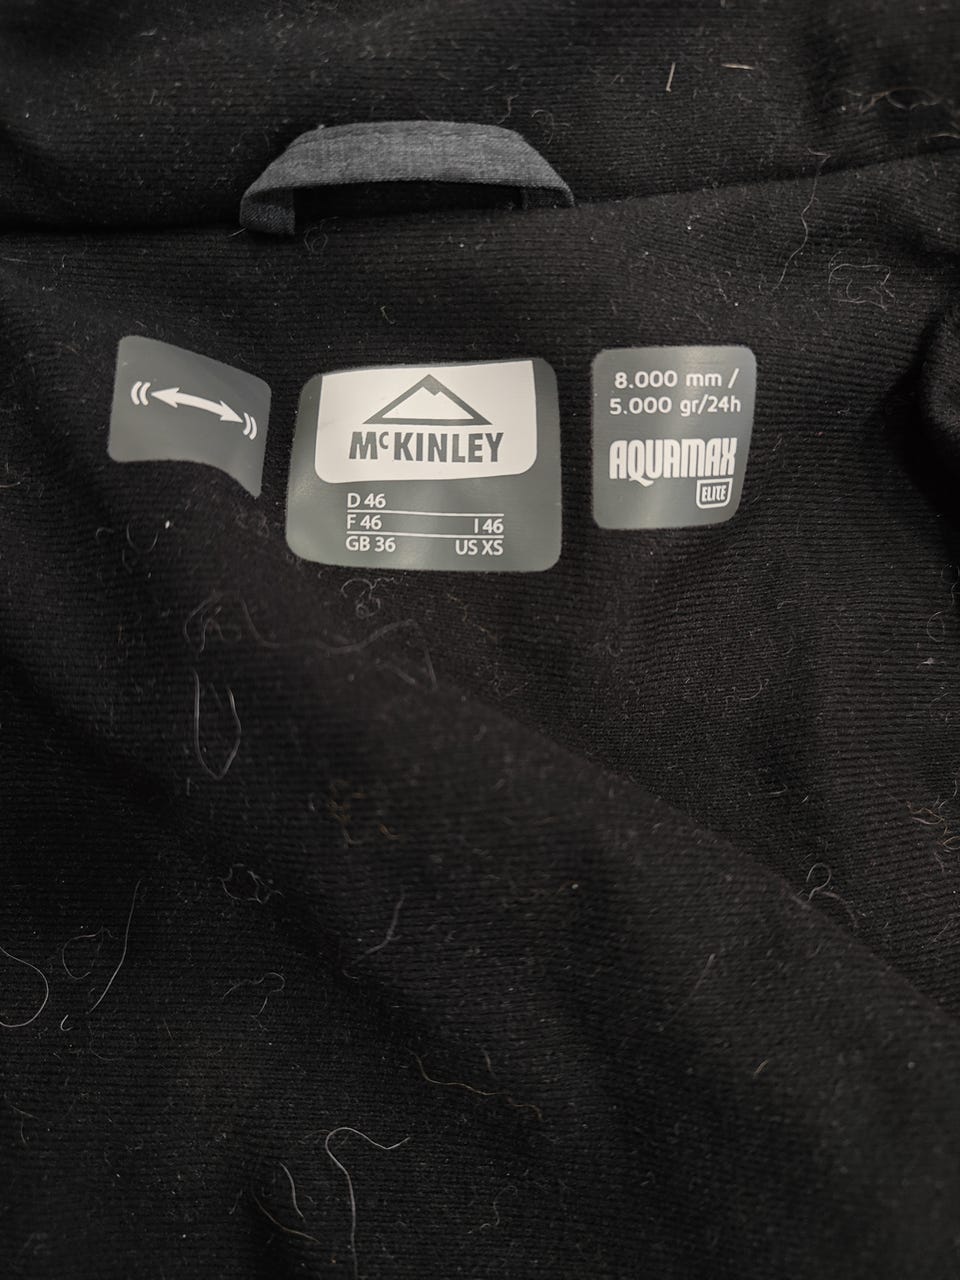 McKINLEY
D 46
F 46 I 46
GB 36 US XS
8.000 mm /
5.000 gr/24h
AQUAMAX
ELITE